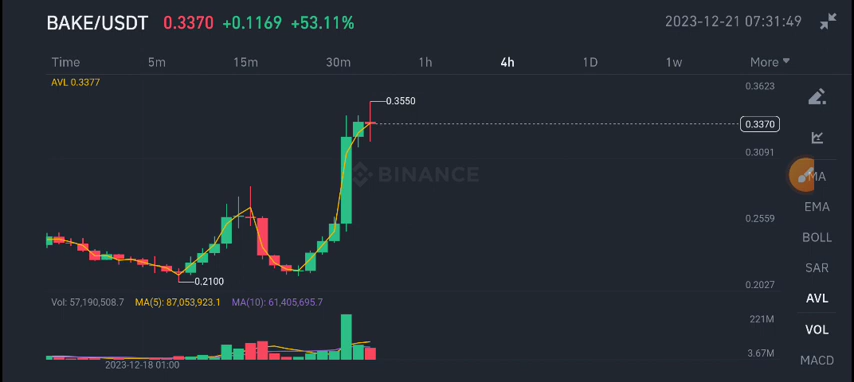 BAKE/USDT 0.3370 +0.1169 +53.11% 2023-12-21 07:31:49
Time 5m 15m 30m 1h 4h 1D 1w More
AVL 0.3377
0.3623
0.3550
0.3370
0.3091
BINANCE
MA
EMA
0.2559
BOLL
SAR
0.2100
0.2027
AVL
Vol: 57,190,508.7 MA(5): 87,053,923.1 MA(10): 61,405,695.7
221M
VOL
3.67M
MACD
2023-12-18 01:00